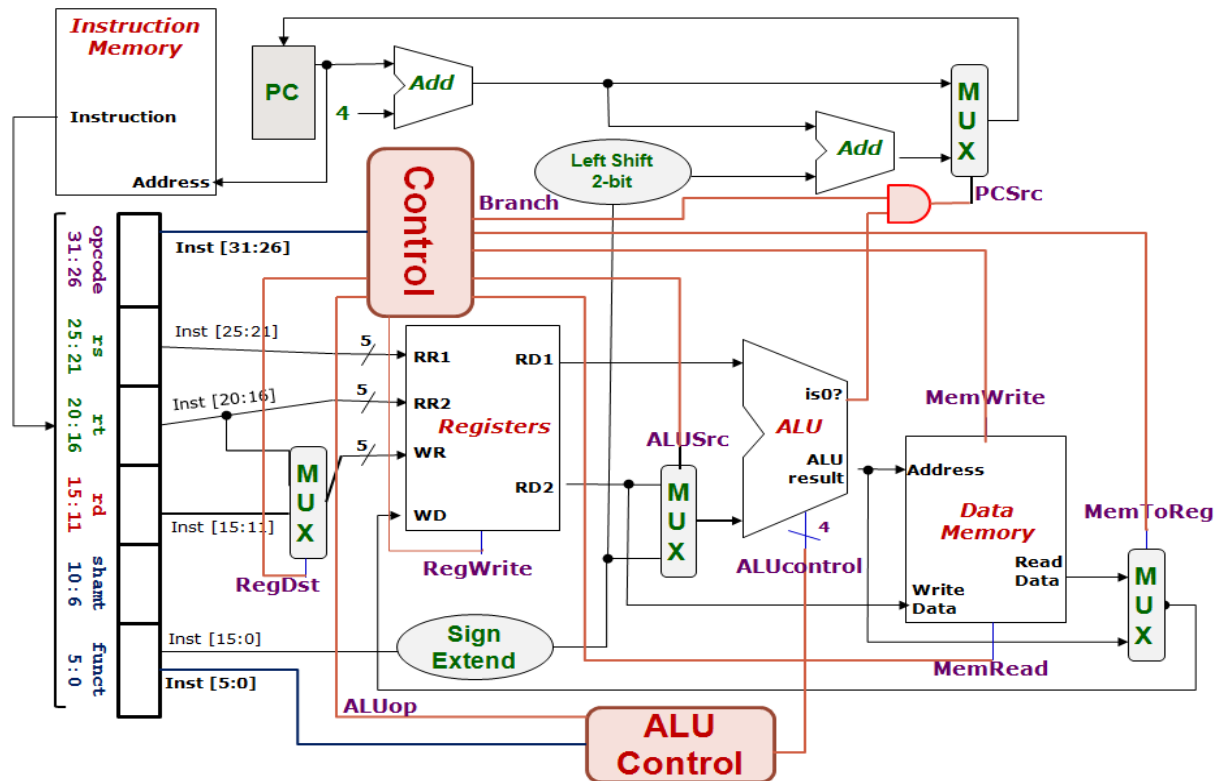 Instruction
Memory
Instruction
Address
PC
4
Add
Left Shift
2-bit
Add
M
U
X
PCSrc
Control
Branch
opcode
31:26
rs
25:21
rt
20:16
rd
15:11
shamt
10:6
funct
5:0
Inst [31:26]
Inst [25:21]
Inst [20:16]
Inst [15:11]
Inst [15:0]
Inst [5:0]
5
5
5
M
U
X
RegDst
RR1
RR2
WR
WD
Registers
RD1
RD2
RegWrite
Sign
Extend
ALUSrc
M
U
X
is0?
ALU
ALU
result
4
ALUcontrol
MemWrite
Address
Data
Memory
Read
Data
Write
Data
MemRead
MemToReg
M
U
X
ALUop
ALU
Control